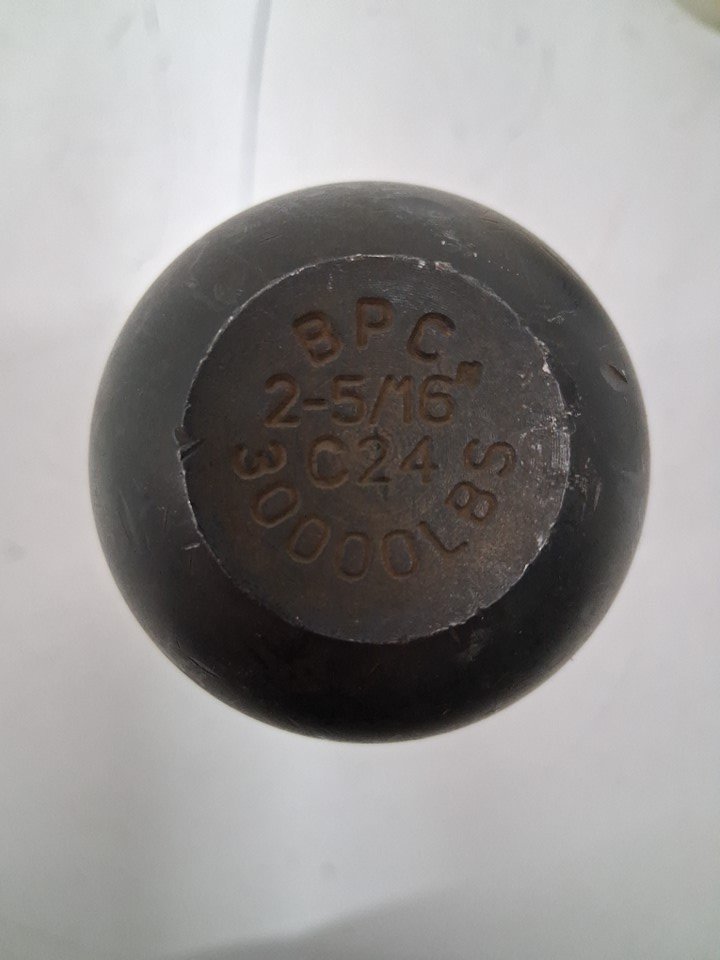 BPC
2-5/16"
C24
30000LBS